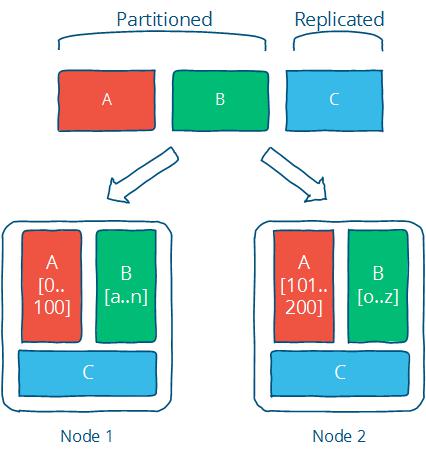 Partitioned Replicated
A B C
A
[0..
100]
B
[a..n]
C
A
[101..
200]
B
[o..z]
C
Node 1 Node 2